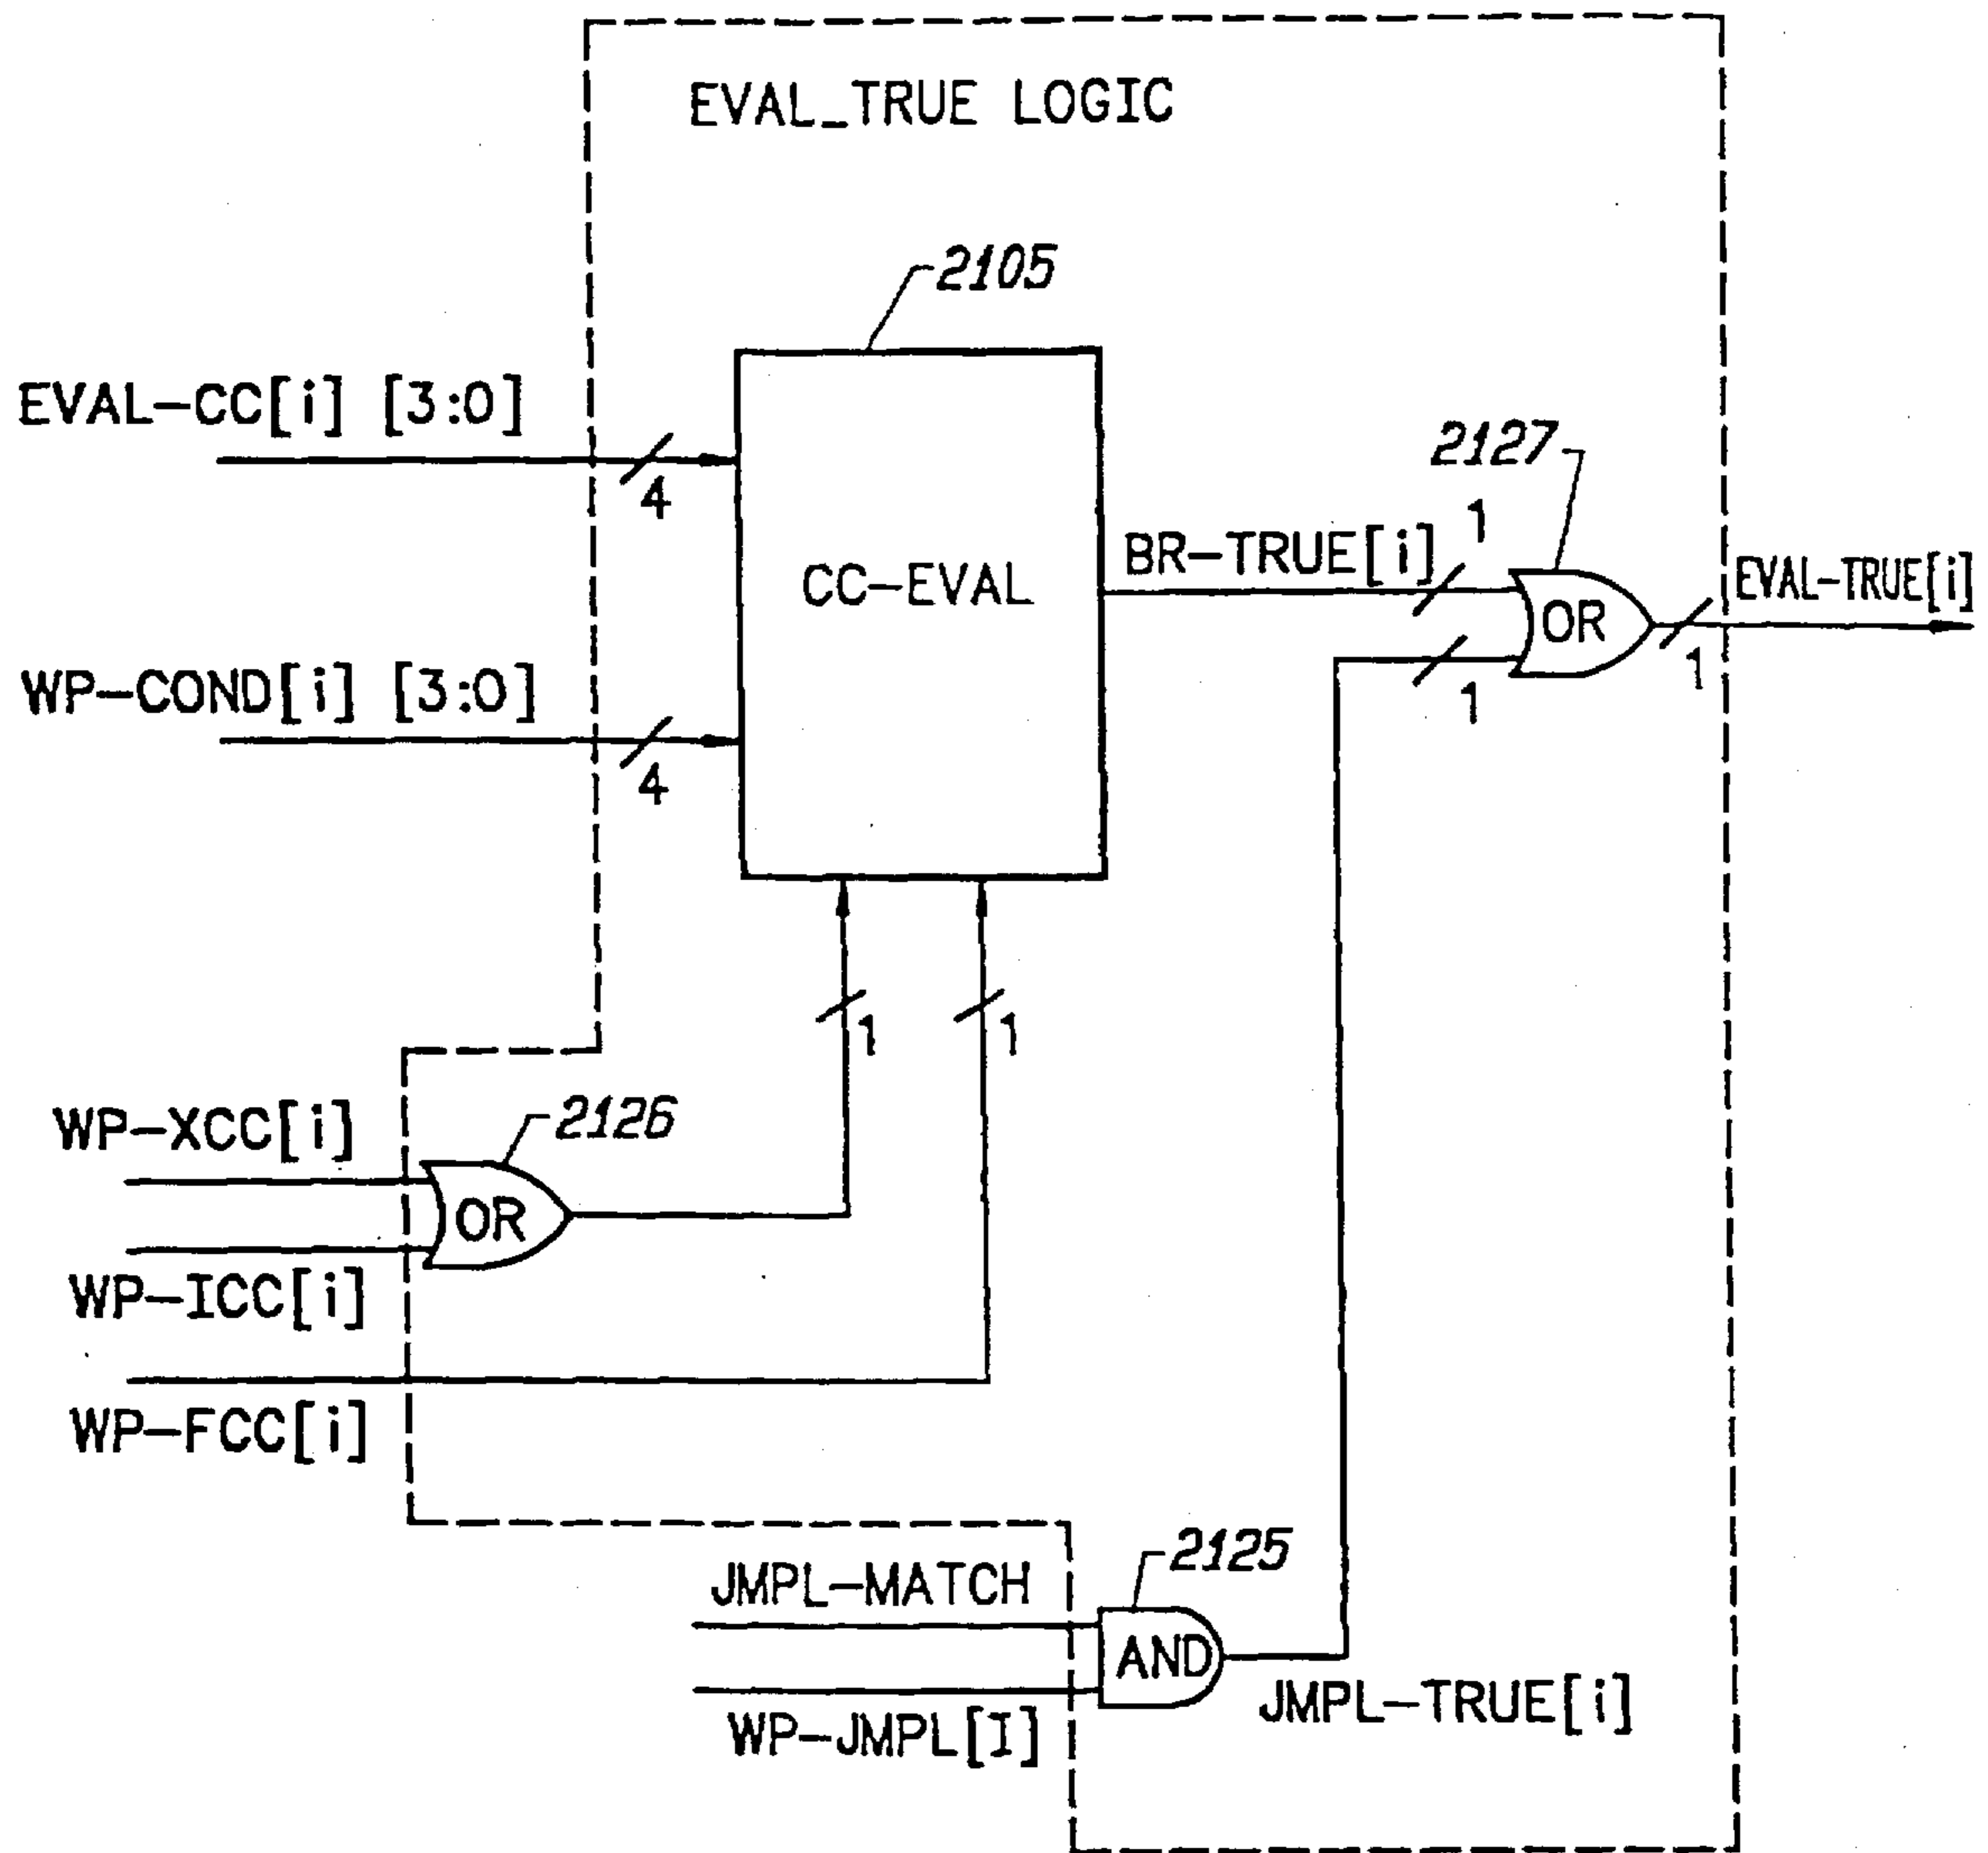 EVAL_TRUE LOGIC
2105
EVAL-CC[i] [3:0]
4
2127
CC-EVAL
BR-TRUE[i]
1
OR
EVAL-TRUE[i]
1
1
WP-COND[i] [3:0]
4
1
1
WP-XCC[i]
2126
OR
WP-ICC[i]
WP-FCC[i]
JMPL-MATCH
2125
AND
WP-JMPL[I]
JMPL-TRUE[i]